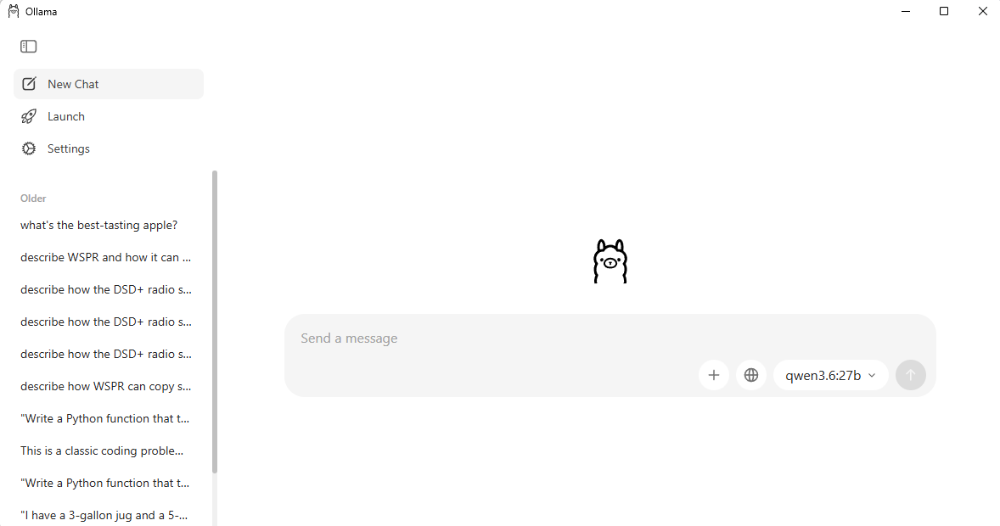 Ollama
New Chat
Launch
Settings
Older
what's the best-tasting apple?
describe WSPR and how it can ...
describe how the DSD+ radio s...
describe how the DSD+ radio s...
describe how the DSD+ radio s...
describe how WSPR can copy s...
"Write a Python function that t...
This is a classic coding proble...
"Write a Python function that t...
"I have a 3-gallon jug and a 5-...
Send a message
qwen3.6:27b